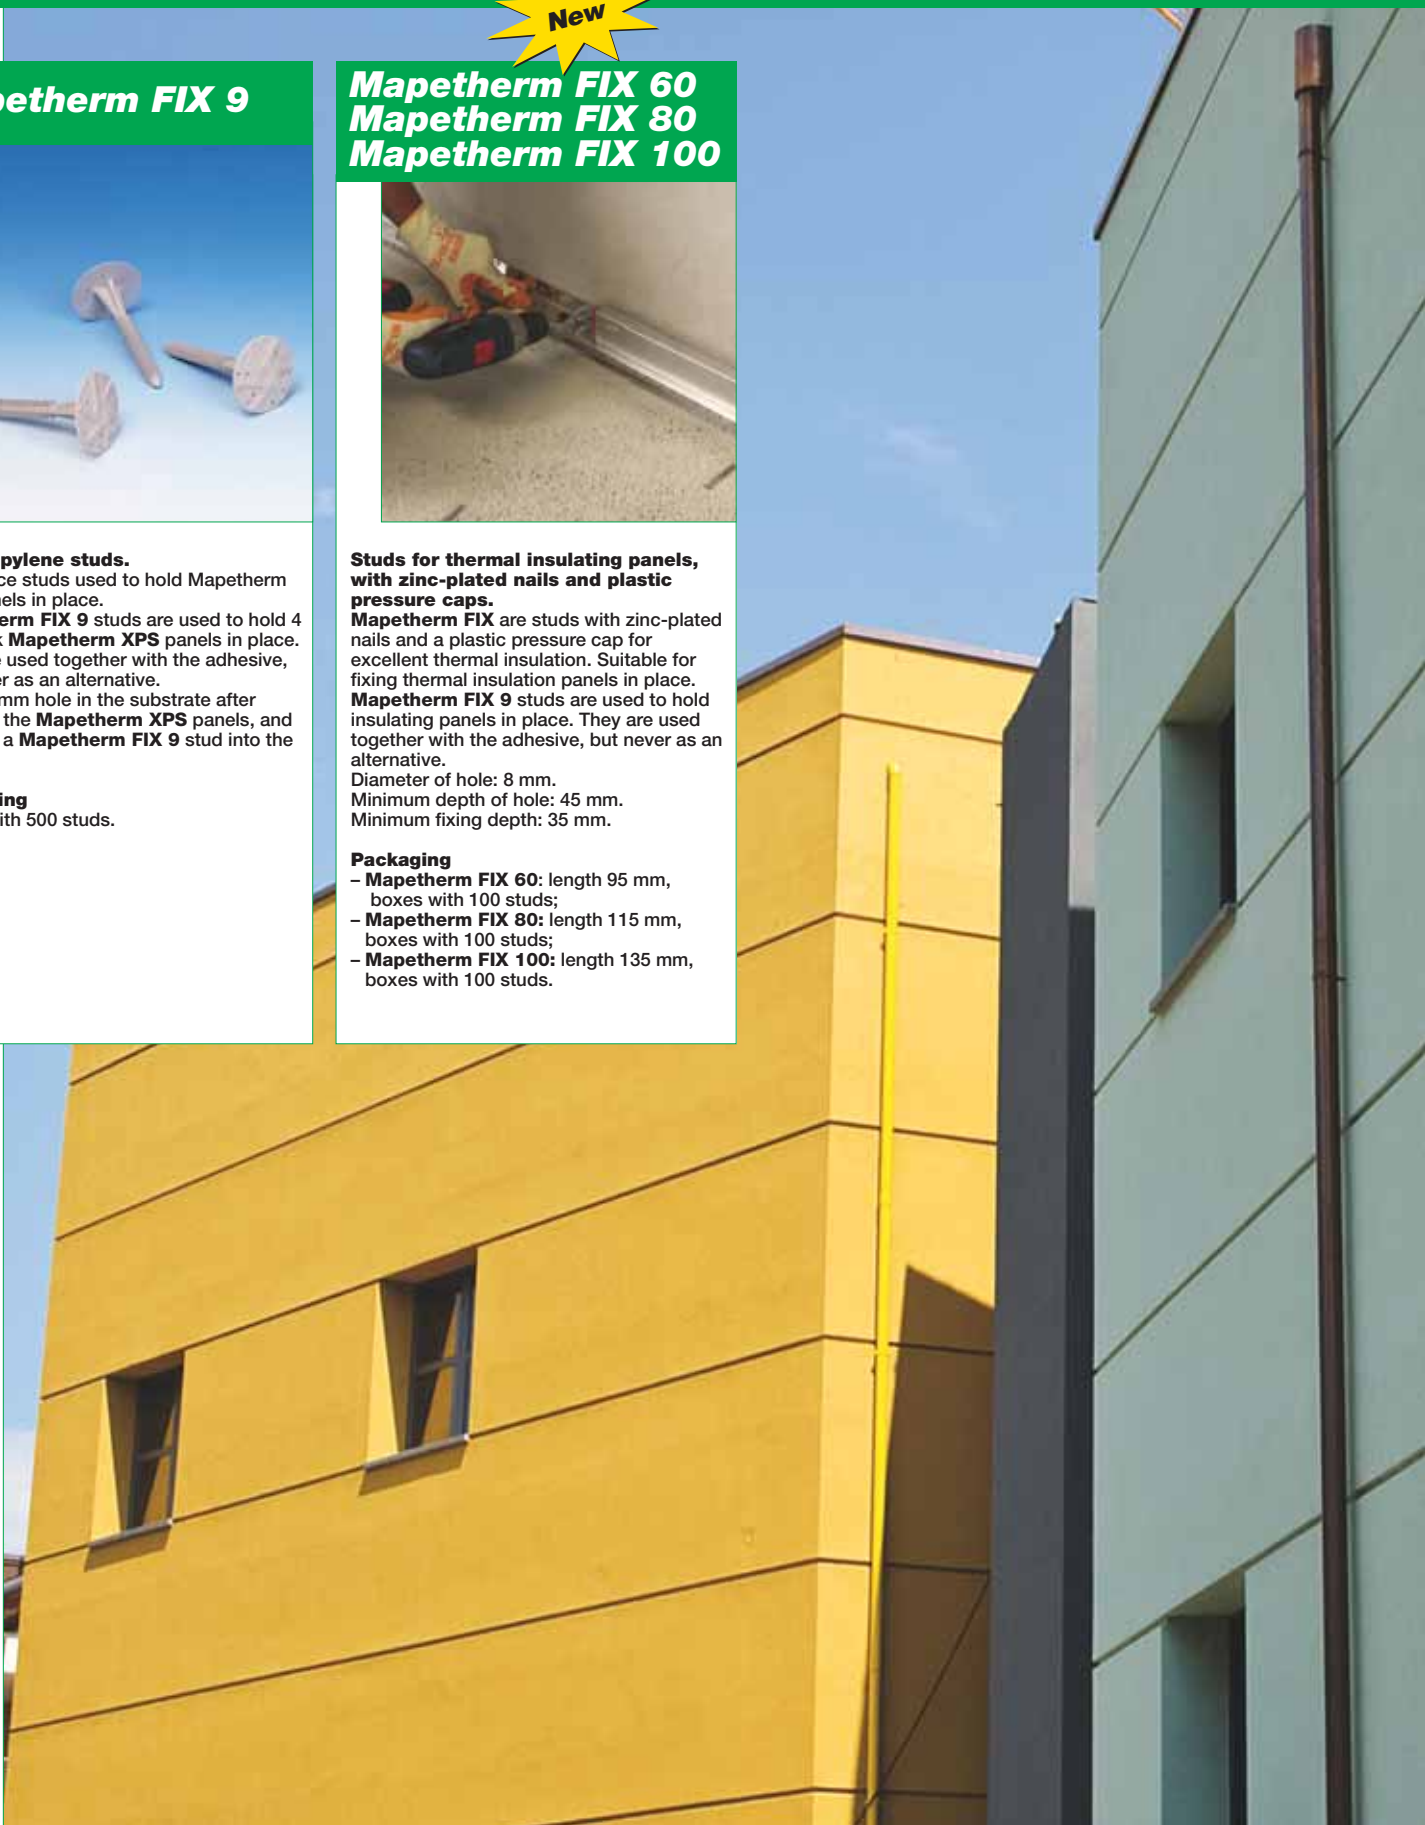 New
petherm FIX 9
pylene studs.
ce studs used to hold Mapetherm
els in place.
erm FIX 9 studs are used to hold 4
k Mapetherm XPS panels in place.
e used together with the adhesive,
er as an alternative.
mm hole in the substrate after
the Mapetherm XPS panels, and
a Mapetherm FIX 9 stud into the
ing
ith 500 studs.
Mapetherm FIX 60
Mapetherm FIX 80
Mapetherm FIX 100
Studs for thermal insulating panels,
with zinc-plated nails and plastic
pressure caps.
Mapetherm FIX are studs with zinc-plated
nails and a plastic pressure cap for
excellent thermal insulation. Suitable for
fixing thermal insulation panels in place.
Mapetherm FIX 9 studs are used to hold
insulating panels in place. They are used
together with the adhesive, but never as an
alternative.
Diameter of hole: 8 mm.
Minimum depth of hole: 45 mm.
Minimum fixing depth: 35 mm.
Packaging
– Mapetherm FIX 60: length 95 mm,
boxes with 100 studs;
– Mapetherm FIX 80: length 115 mm,
boxes with 100 studs;
– Mapetherm FIX 100: length 135 mm,
boxes with 100 studs.